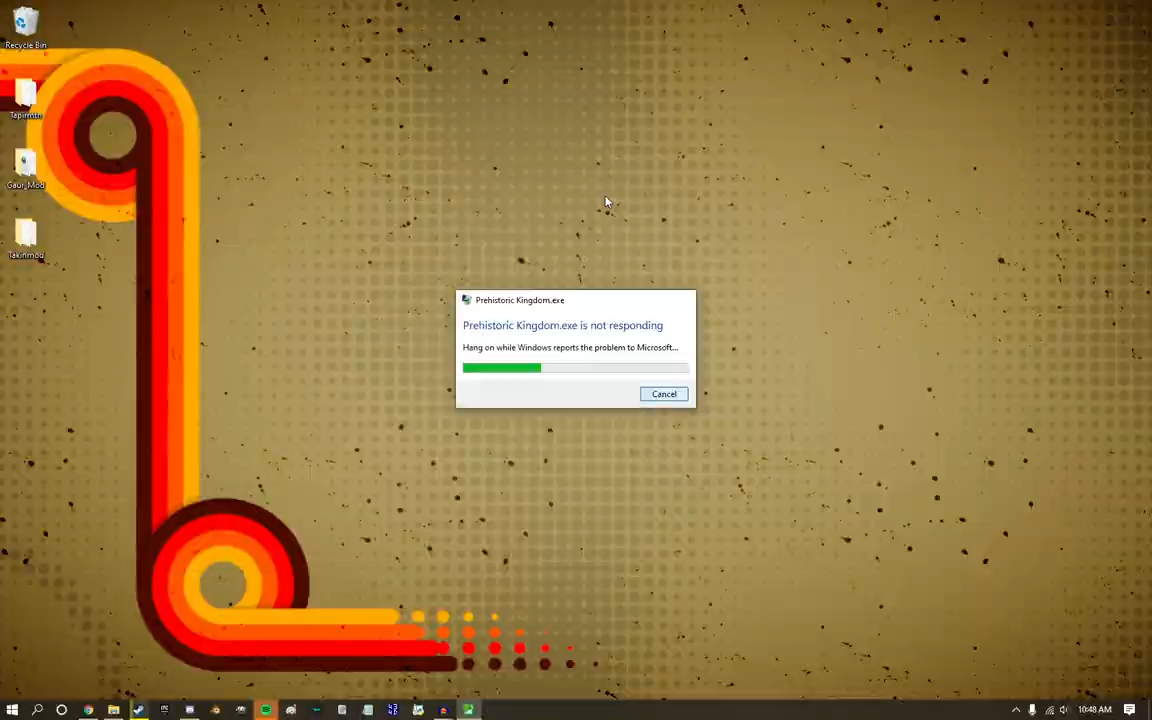 Recycle Bin
Tapirmtn
Gaur_Mod
Takinmod
Prehistoric Kingdom.exe
Prehistoric Kingdom.exe is not responding
Hang on while Windows reports the problem to Microsoft...
Cancel
10:48 AM